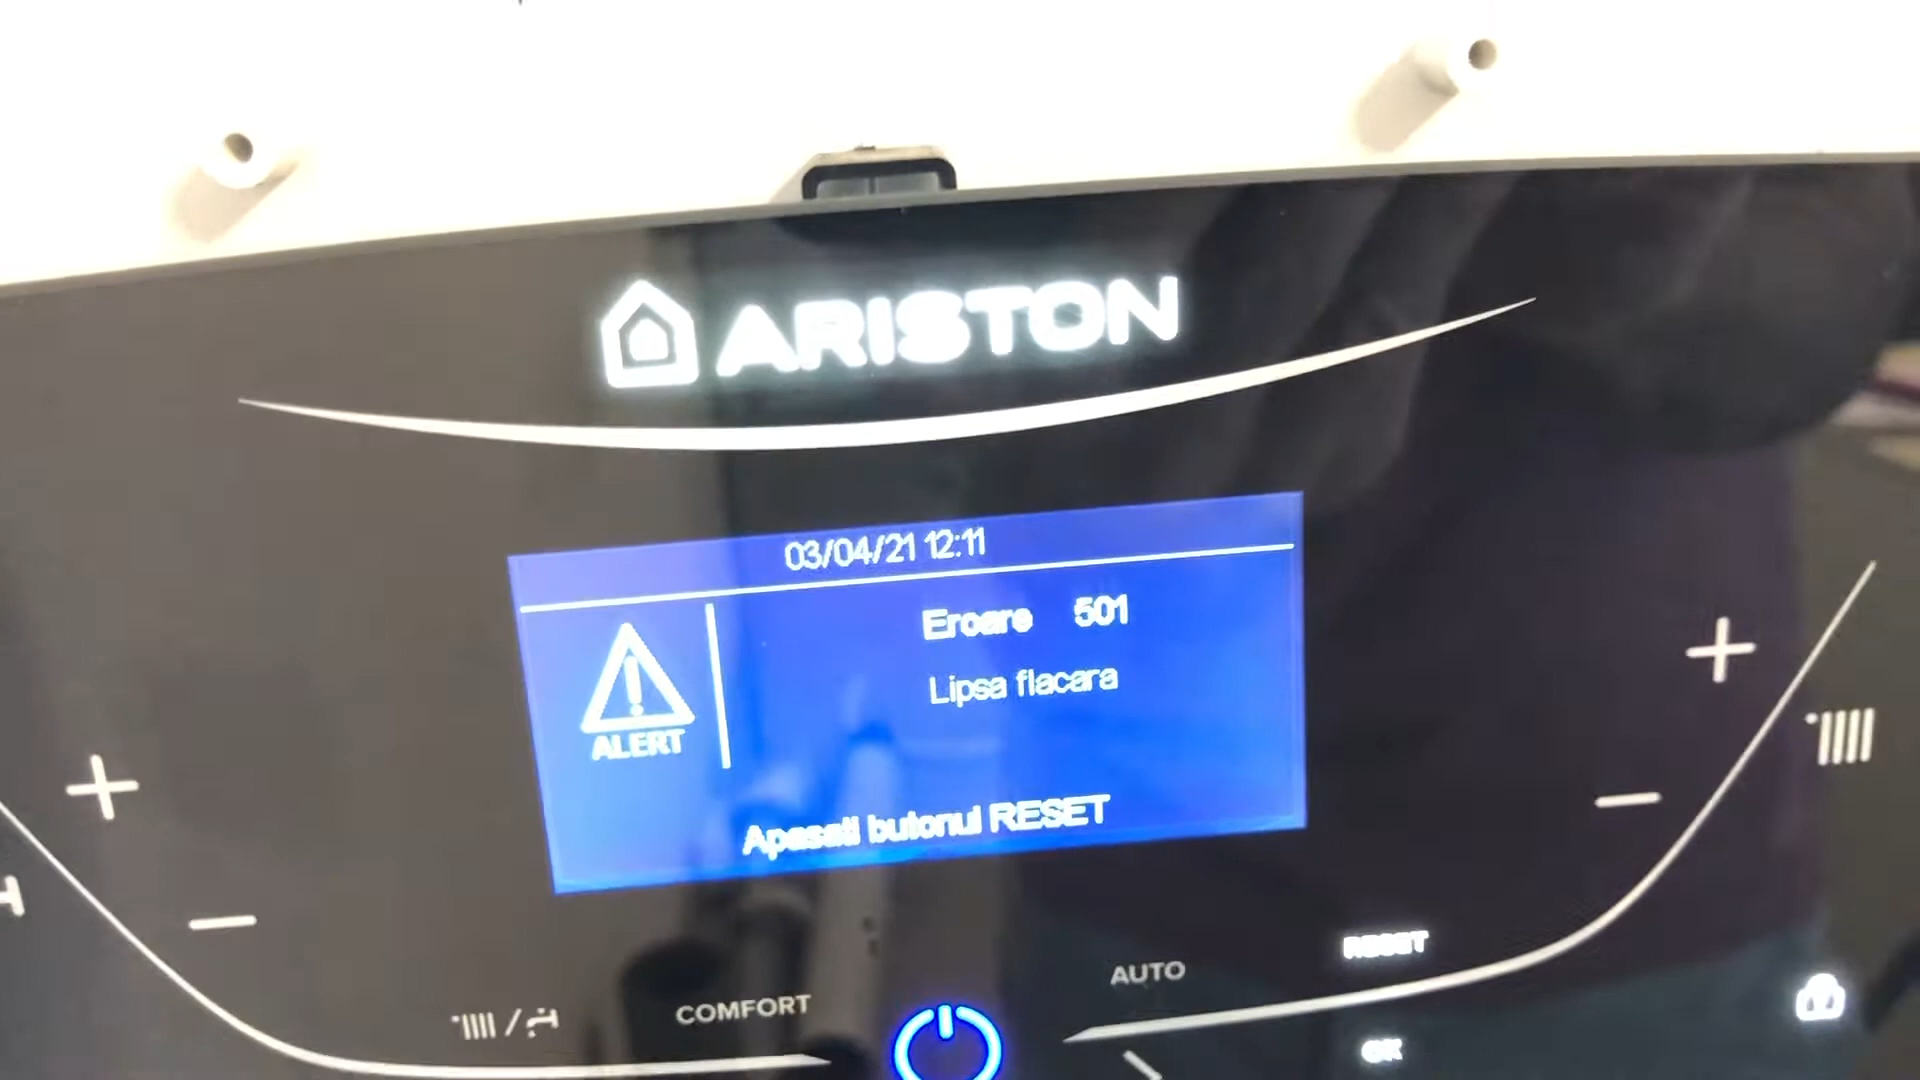 ARISTON
03/04/21 12:11
Eroare 501
Lipsa flacara
ALERT
Apasati butonul RESET
RESET
AUTO
COMFORT
OK